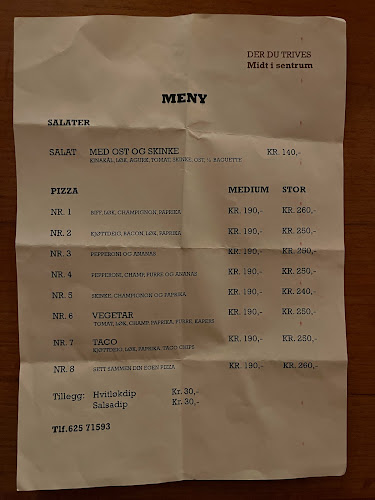 DER DU TRIVES
Midt i sentrum
MENY
SALATER
SALAT MED OST OG SKINKE KR. 140,-
KINAKÅL, LØK, AGURK, TOMAT, SKINKE, OST, ½ BAGUETTE
PIZZA MEDIUM STOR
NR. 1 BIFF, LØK, CHAMPIGNON, PAPRIKA KR. 190,- KR. 260,-
NR. 2 KJØTTDEIG, BACON, LØK, PAPRIKA KR. 190,- KR. 250,-
NR. 3 PEPPERONI OG ANANAS KR. 190,- KR. 250,-
NR. 4 PEPPERONI, CHAMP, PURRE OG ANANAS KR. 190,- KR. 250,-
NR. 5 SKINKE, CHAMPIGNON OG PAPRIKA KR. 190,- KR. 240,-
NR. 6 VEGETAR KR. 190,- KR. 250,-
TOMAT, LØK, CHAMP, PAPRIKA, PURRE, KAPERS
NR. 7 TACO KR. 190,- KR. 250,-
KJØTTDEIG, LØK, PAPRIKA, TACO CHIPS
NR. 8 SETT SAMMEN DIN EGEN PIZZA KR. 190,- KR. 260,-
Tillegg: Hvitløkdip Kr. 30,-
Salsadip Kr. 30,-
Tlf. 625 71593